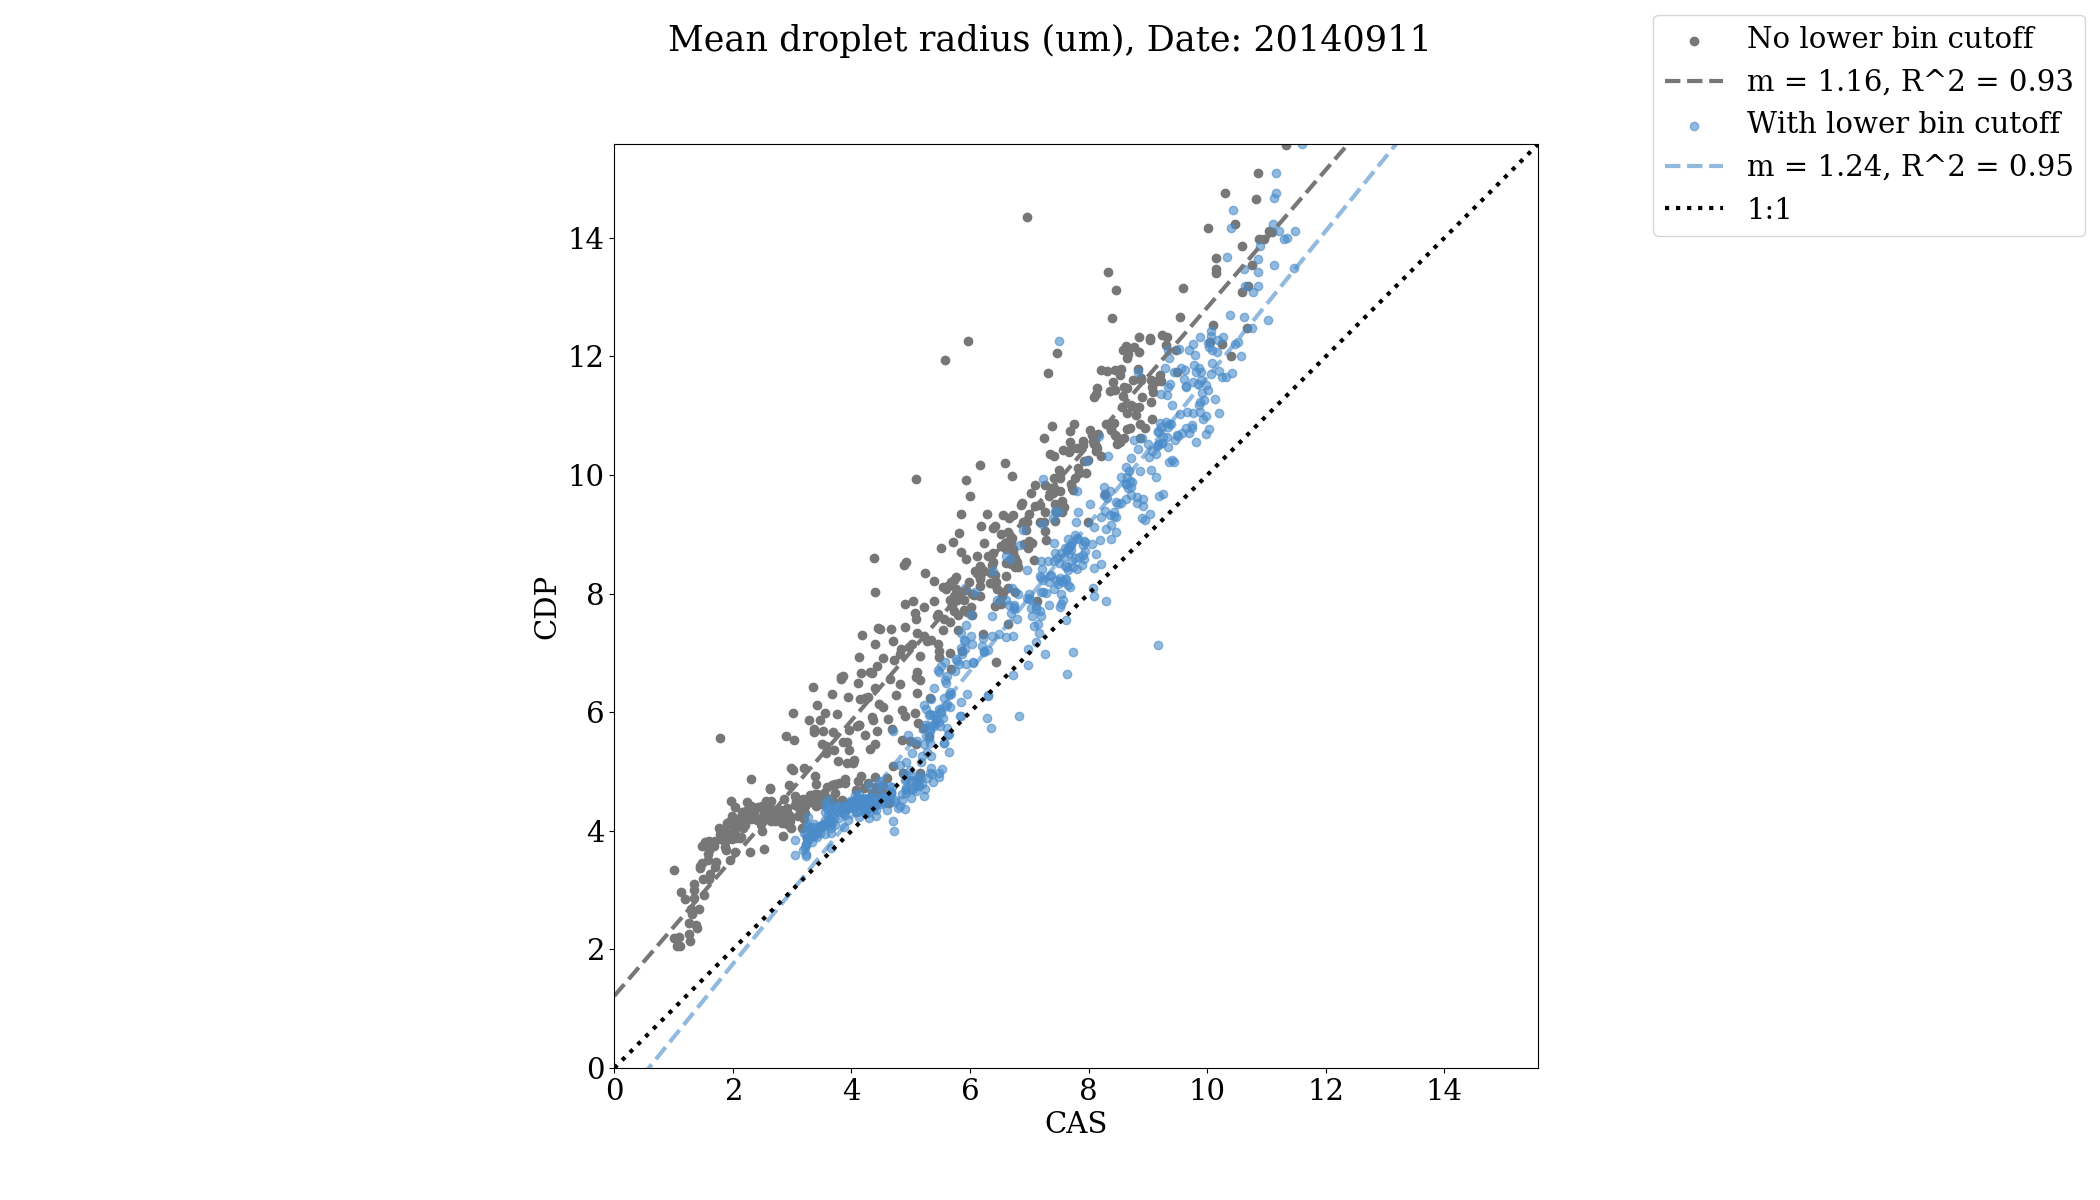 Mean droplet radius (um), Date: 20140911
No lower bin cutoff
m = 1.16, R^2 = 0.93
With lower bin cutoff
m = 1.24, R^2 = 0.95
1:1
14
12
10
8
6
4
2
0
CDP
0 2 4 6 8 10 12 14
CAS